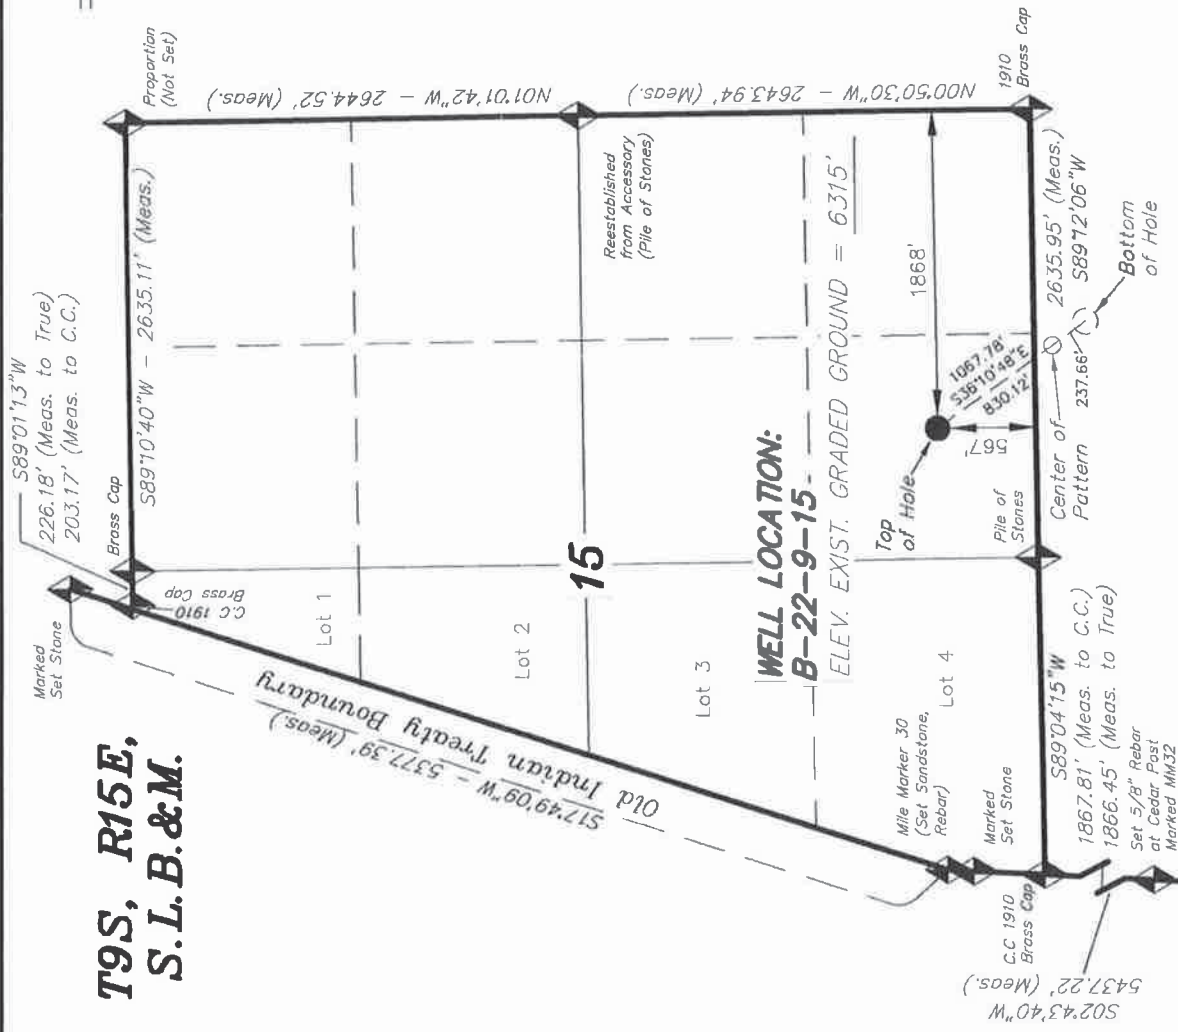 T9S, R15E,
S.L.B.&M.
S89°01'13"W
226.18' (Meas. to True)
203.17' (Meas. to C.C.)
Marked
Set Stone
Brass Cap
C.C 1910
Brass Cap
S89°10'40"W - 2635.11' (Meas.)
Proportion
(Not Set)
N01°01'42"W - 2644.52' (Meas.)
N00°50'30"W - 2643.94' (Meas.)
Reestablished
from Accessory
(Pile of Stones)
Old Indian Treaty Boundary
S17°49'09"W - 5377.39' (Meas.)
Lot 1
Lot 2
Lot 3
Lot 4
15
WELL LOCATION:
B-22-9-15
ELEV. EXIST. GRADED GROUND = 6315'
Top
of Hole
1868'
567'
1067.78'
S36°10'48"E
830.12'
Mile Marker 30
(Set Sandstone,
Rebar)
Marked
Set Stone
C.C 1910
Brass Cap
Pile of
Stones
1910
Brass Cap
S89°04'15"W
1867.81' (Meas. to C.C.)
1866.45' (Meas. to True)
Center of
Pattern
237.66'
2635.95' (Meas.)
S89°12'06"W
Bottom
of Hole
Set 5/8" Rebar
at Cedar Post
Marked MM32
S02°43'40"W
5437.22' (Meas.)